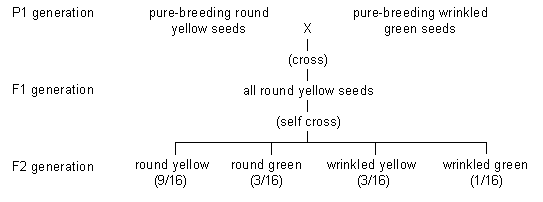 P1 generation
pure-breeding round
yellow seeds
X
pure-breeding wrinkled
green seeds
(cross)
F1 generation
all round yellow seeds
(self cross)
F2 generation
round yellow
(9/16)
round green
(3/16)
wrinkled yellow
(3/16)
wrinkled green
(1/16)